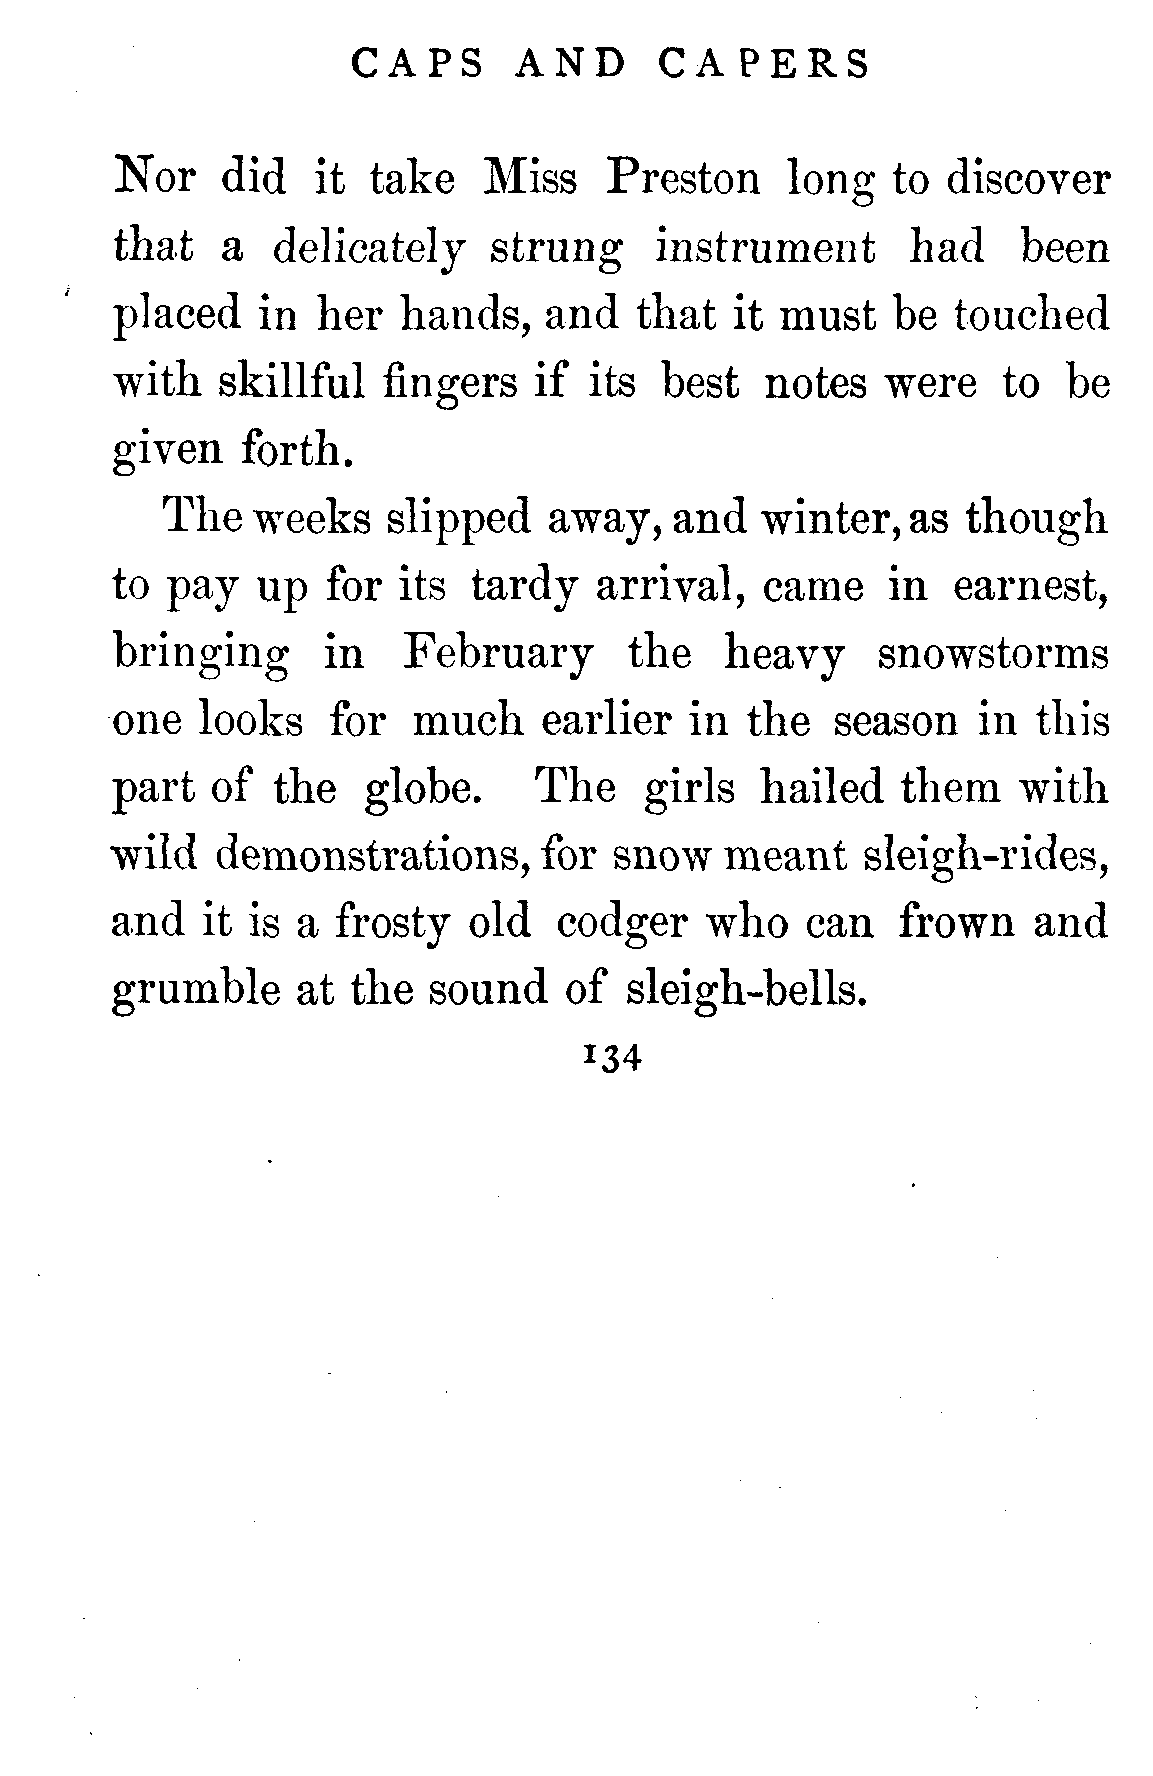 CAPS AND CAPERS
Nor did it take Miss Preston long to discover
that a delicately strung instrument had been
placed in her hands, and that it must be touched
with skillful fingers if its best notes were to be
given forth.
The weeks slipped away, and winter, as though
to pay up for its tardy arrival, came in earnest,
bringing in February the heavy snowstorms
one looks for much earlier in the season in this
part of the globe. The girls hailed them with
wild demonstrations, for snow meant sleigh-rides,
and it is a frosty old codger who can frown and
grumble at the sound of sleigh-bells.
134